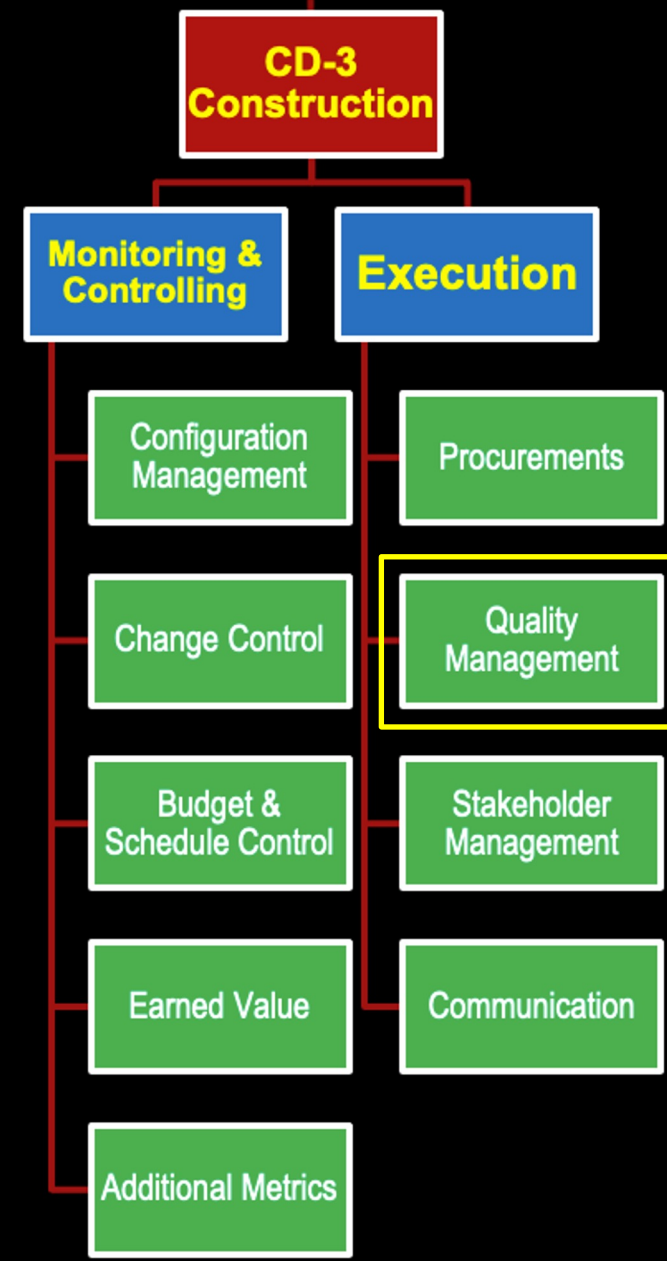 CD-3
Construction
Monitoring &
Controlling
Execution
Configuration
Management
Change Control
Budget &
Schedule Control
Earned Value
Additional Metrics
Procurements
Quality
Management
Stakeholder
Management
Communication